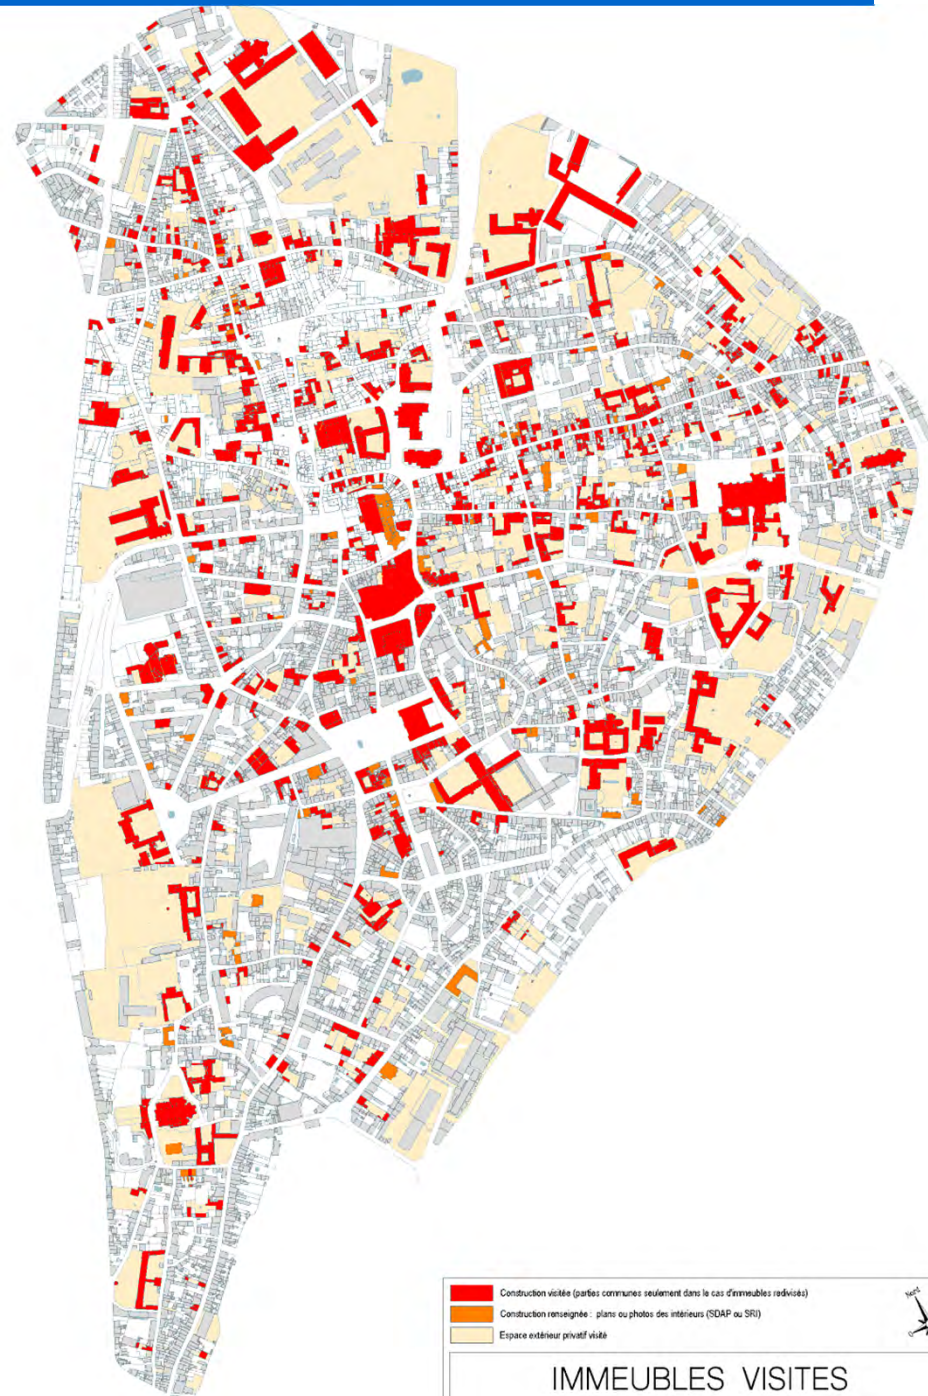 Construction visitée (parties communes seulement dans le cas d'immeubles redivisés)
Construction renseignée : plans ou photos des intérieurs (SDAP ou SRI)
Espace extérieur privatif visité
Nord
IMMEUBLES VISITES